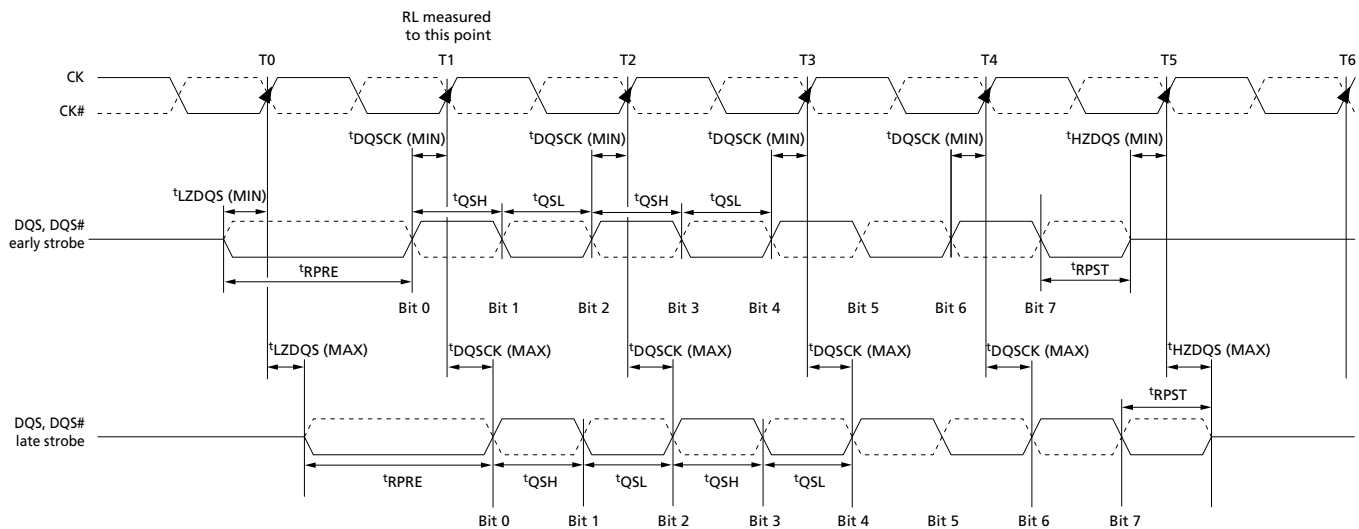 RL measured
to this point
T0 T1 T2 T3 T4 T5 T6
CK
CK#
tDQSCK (MIN) tDQSCK (MIN) tDQSCK (MIN) tDQSCK (MIN) tHZDQS (MIN)
tLZDQS (MIN)
tQSH tQSL tQSH tQSL
DQS, DQS#
early strobe
tRPRE tRPST
Bit 0 Bit 1 Bit 2 Bit 3 Bit 4 Bit 5 Bit 6 Bit 7
tLZDQS (MAX) tDQSCK (MAX) tDQSCK (MAX) tDQSCK (MAX) tDQSCK (MAX) tHZDQS (MAX)
tRPST
DQS, DQS#
late strobe
tRPRE tQSH tQSL tQSH tQSL
Bit 0 Bit 1 Bit 2 Bit 3 Bit 4 Bit 5 Bit 6 Bit 7